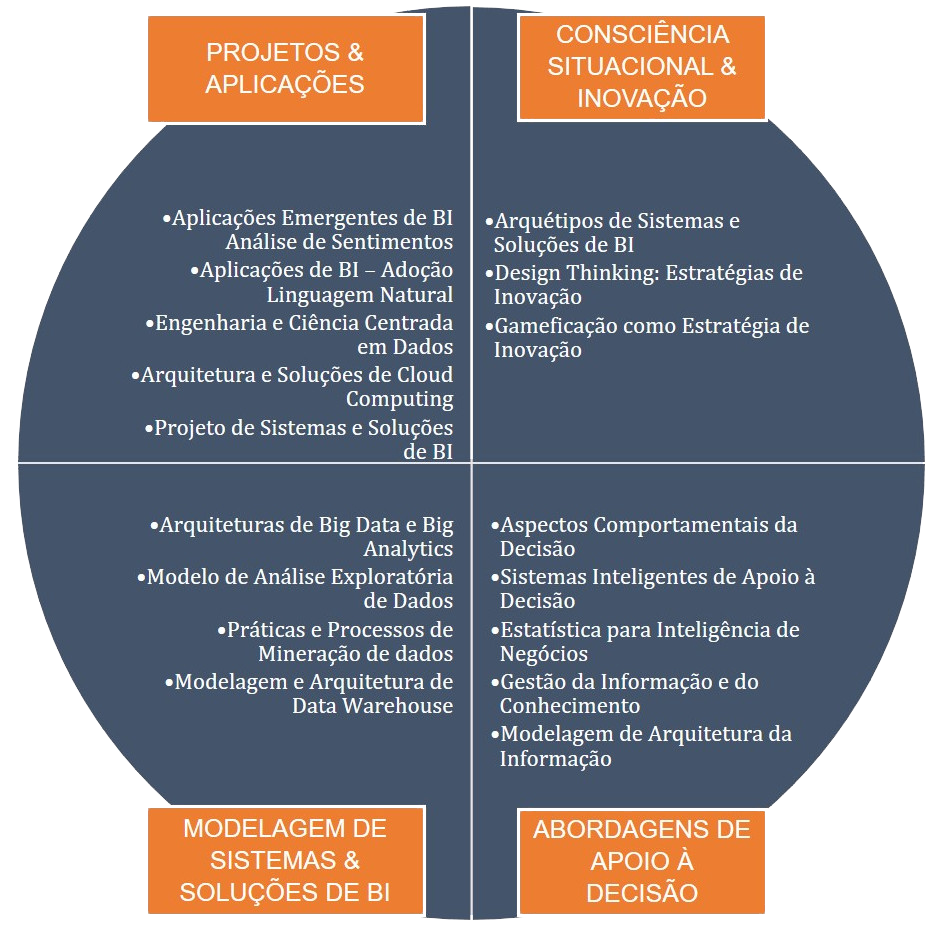 PROJETOS &
APLICAÇÕES
•Aplicações Emergentes de BI
Análise de Sentimentos
•Aplicações de BI – Adoção
Linguagem Natural
•Engenharia e Ciência Centrada
em Dados
•Arquitetura e Soluções de Cloud
Computing
•Projeto de Sistemas e Soluções
de BI
CONSCIÊNCIA
SITUACIONAL &
INOVAÇÃO
•Arquétipos de Sistemas e
Soluções de BI
•Design Thinking: Estratégias de
Inovação
•Gameficação como Estratégia de
Inovação
•Arquiteturas de Big Data e Big
Analytics
•Modelo de Análise Exploratória
de Dados
•Práticas e Processos de
Mineração de dados
•Modelagem e Arquitetura de
Data Warehouse
MODELAGEM DE
SISTEMAS &
SOLUÇÕES DE BI
•Aspectos Comportamentais da
Decisão
•Sistemas Inteligentes de Apoio à
Decisão
•Estatística para Inteligência de
Negócios
•Gestão da Informação e do
Conhecimento
•Modelagem de Arquitetura da
Informação
ABORDAGENS DE
APOIO À
DECISÃO